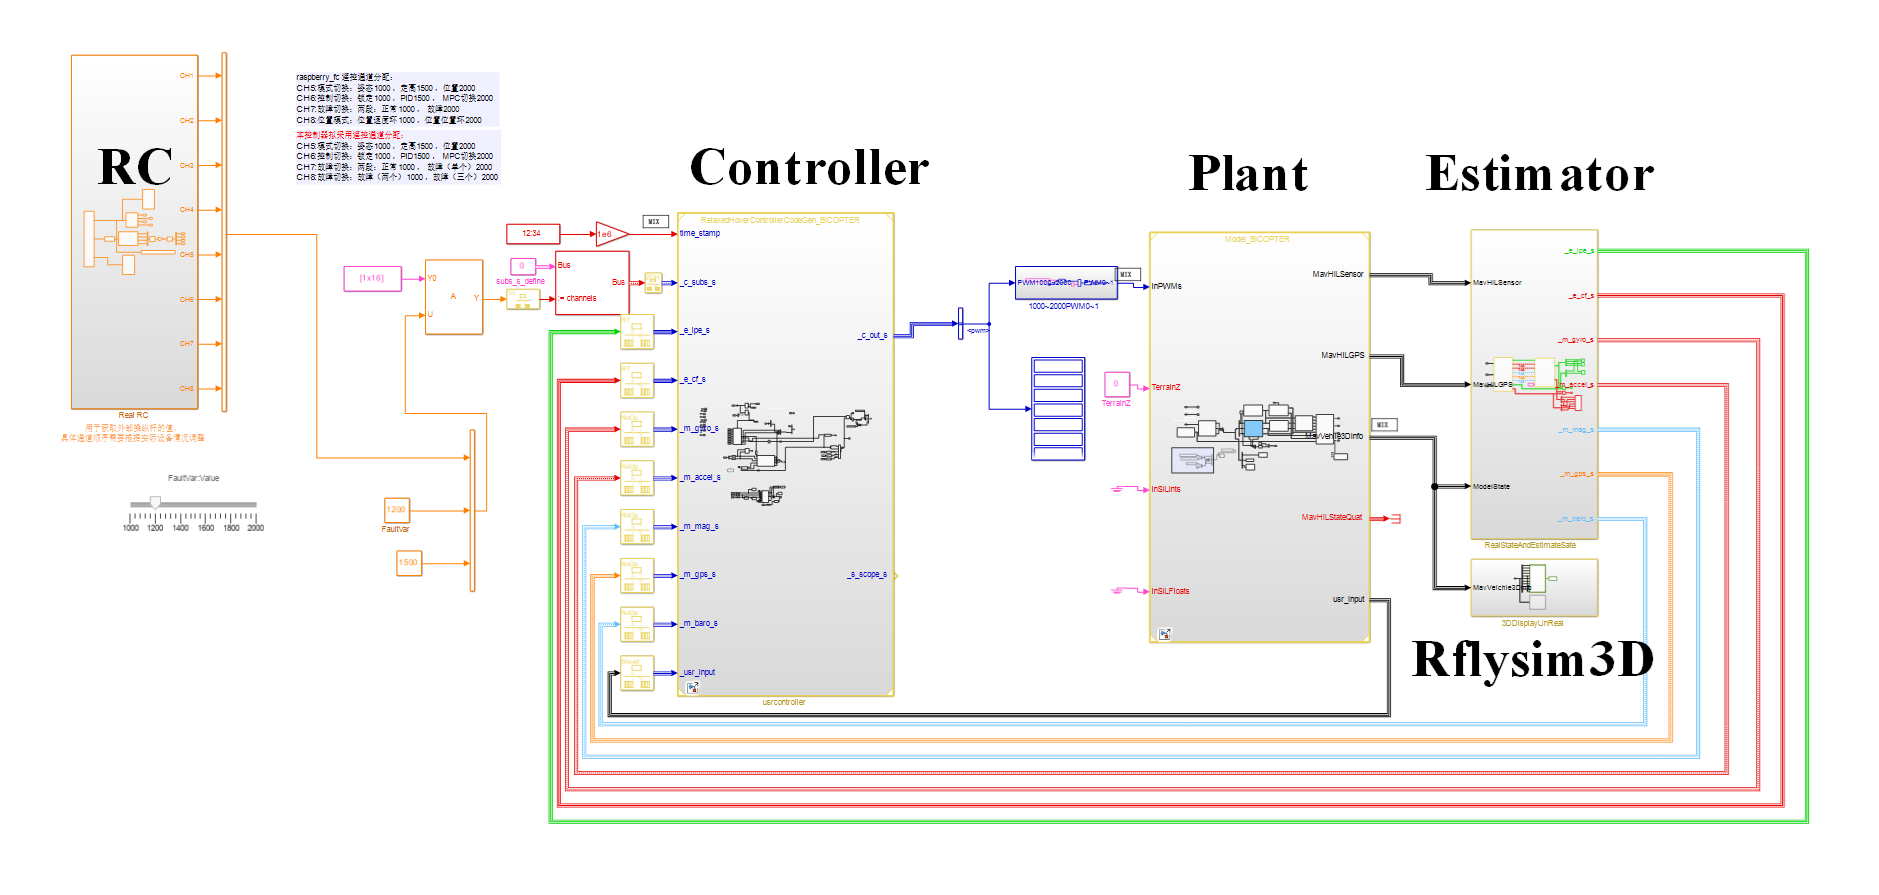 RC
CH1
CH2
CH3
CH4
CH5
CH6
CH7
CH8
Real RC
用于获取外部操纵杆的值,
具体通道顺序需要根据实际设备情况调整
FaultVar:Value
1000 1200 1400 1600 1800 2000
raspberry_fc 遥控通道分配:
CH5:模式切换:姿态1000,定高1500,位置2000
CH6:控制切换:锁定1000,PID1500, MPC切换2000
CH7:故障切换:两段:正常1000, 故障2000
CH8:位置模式:位置速度环1000,位置位置环2000
本控制器拟采用遥控通道分配:
CH5:模式切换:姿态1000,定高1500,位置2000
CH6:控制切换:锁定1000,PID1500, MPC切换2000
CH7:故障切换:两段:正常1000, 故障(单个)2000
CH8:故障切换:故障(两个)1000,故障(三个)2000
{1x16}
Y0
A
Y
U
1200
FaultVar
1500
12:34
1e6
MIX
0
subs_s_define
Bus
Bus
:= channels
Controller
RelaxedHoverControllerCodeGen_BICOPTER
time_stamp
_c_subs_s
_e_lpe_s
_e_cf_s
_m_gyro_s
_m_accel_s
_m_mag_s
_m_gps_s
_m_baro_s
_usr_input
_c_out_s
_s_scope_s
usrcontroller
<pwm>
MIX
1000~2000PWM0~1
Plant
Model_BICOPTER
inPWMs
0
TerrainZ
TerrainZ
inSILInts
inSILFloats
MavHILSensor
MavHILGPS
MavVehile3DInfo
MavHILStateQuat
usr_input
MIX
Estimator
MavHILSensor
MavHILGPS
ModelState
_e_lpe_s
_e_cf_s
_m_gyro_s
_m_accel_s
_m_mag_s
_m_gps_s
_m_baro_s
RealStateAndEstimateSate
3DDisplayUnReal
Rflysim3D